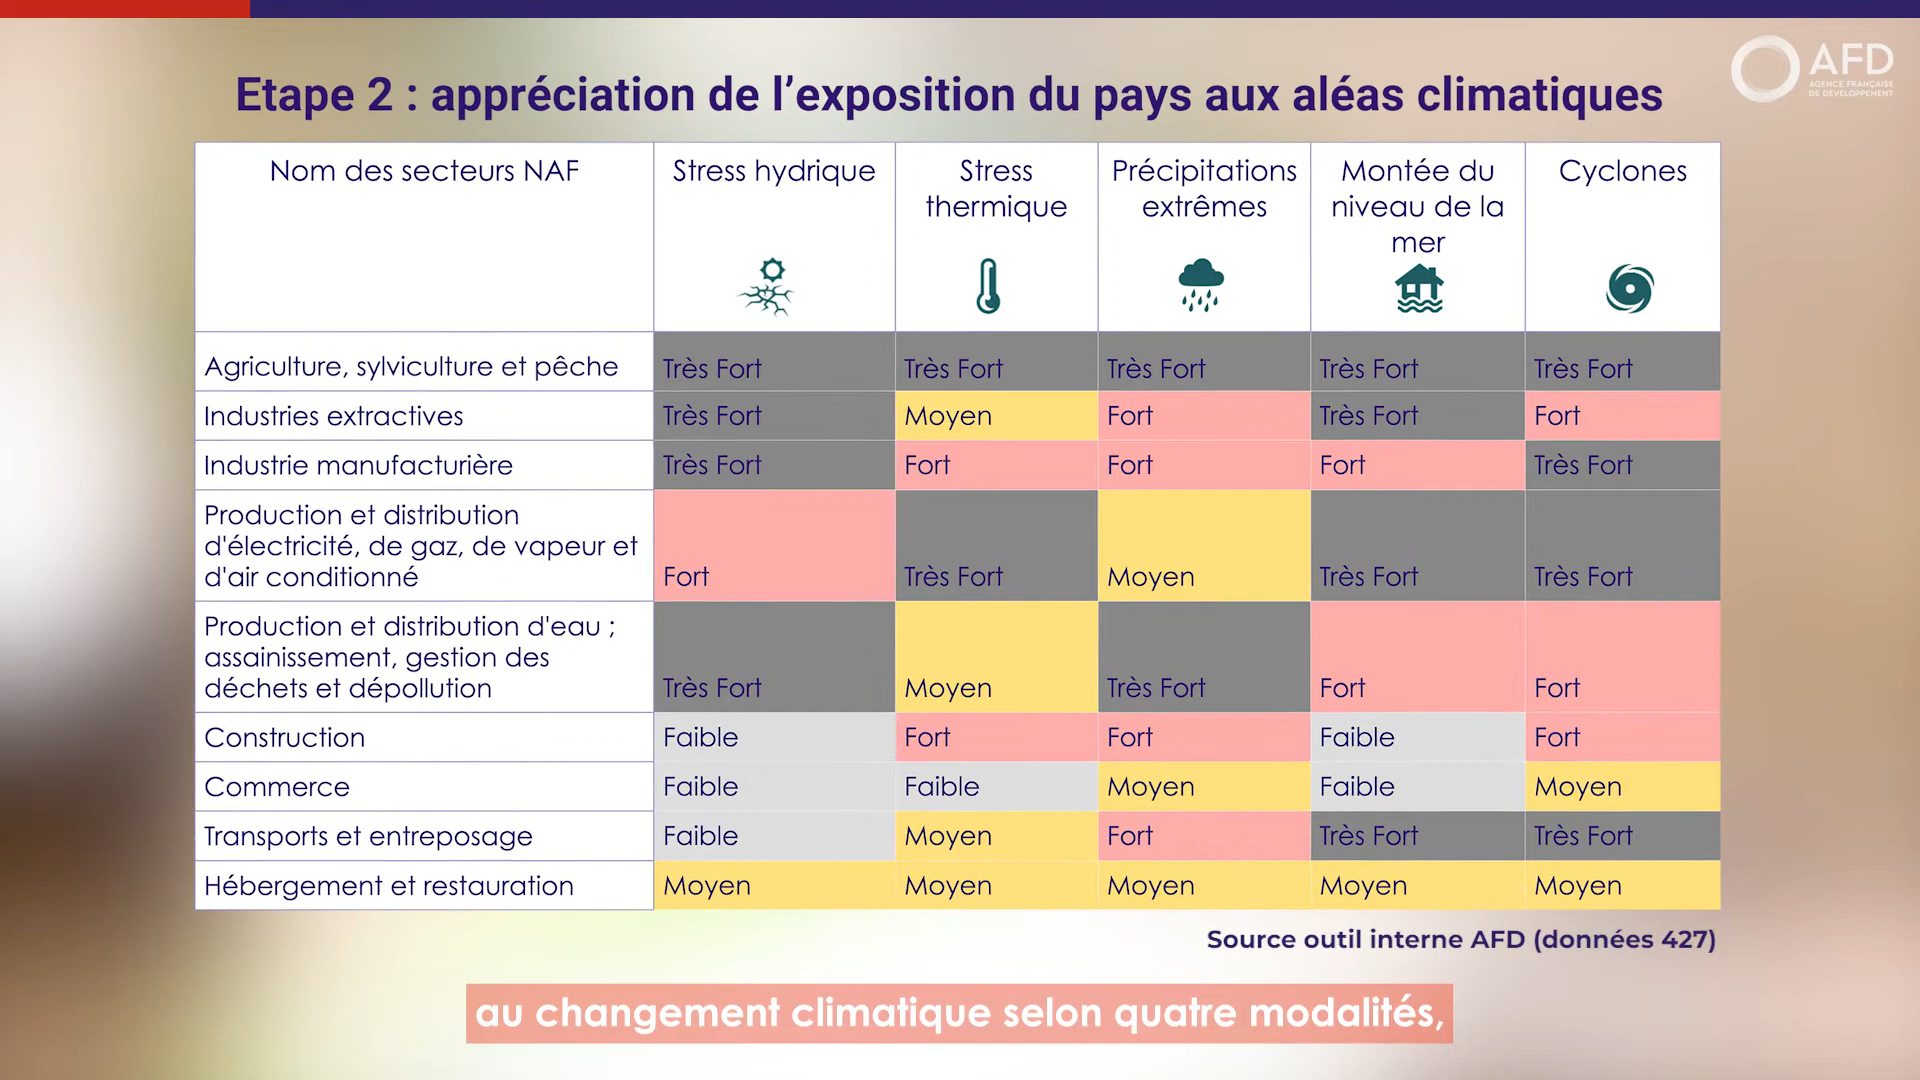 AFD
AGENCE FRANÇAISE
DE DÉVELOPPEMENT
Etape 2 : appréciation de l’exposition du pays aux aléas climatiques
Nom des secteurs NAF
Stress hydrique
Stress
thermique
Précipitations
extrêmes
Montée du
niveau de la
mer
Cyclones
Agriculture, sylviculture et pêche
Très Fort
Très Fort
Très Fort
Très Fort
Très Fort
Industries extractives
Très Fort
Moyen
Fort
Très Fort
Fort
Industrie manufacturière
Très Fort
Fort
Fort
Fort
Très Fort
Production et distribution
d'électricité, de gaz, de vapeur et
d'air conditionné
Fort
Très Fort
Moyen
Très Fort
Très Fort
Production et distribution d'eau ;
assainissement, gestion des
déchets et dépollution
Très Fort
Moyen
Très Fort
Fort
Fort
Construction
Faible
Fort
Fort
Faible
Fort
Commerce
Faible
Faible
Moyen
Faible
Moyen
Transports et entreposage
Faible
Moyen
Fort
Très Fort
Très Fort
Hébergement et restauration
Moyen
Moyen
Moyen
Moyen
Moyen
Source outil interne AFD (données 427)
au changement climatique selon quatre modalités,